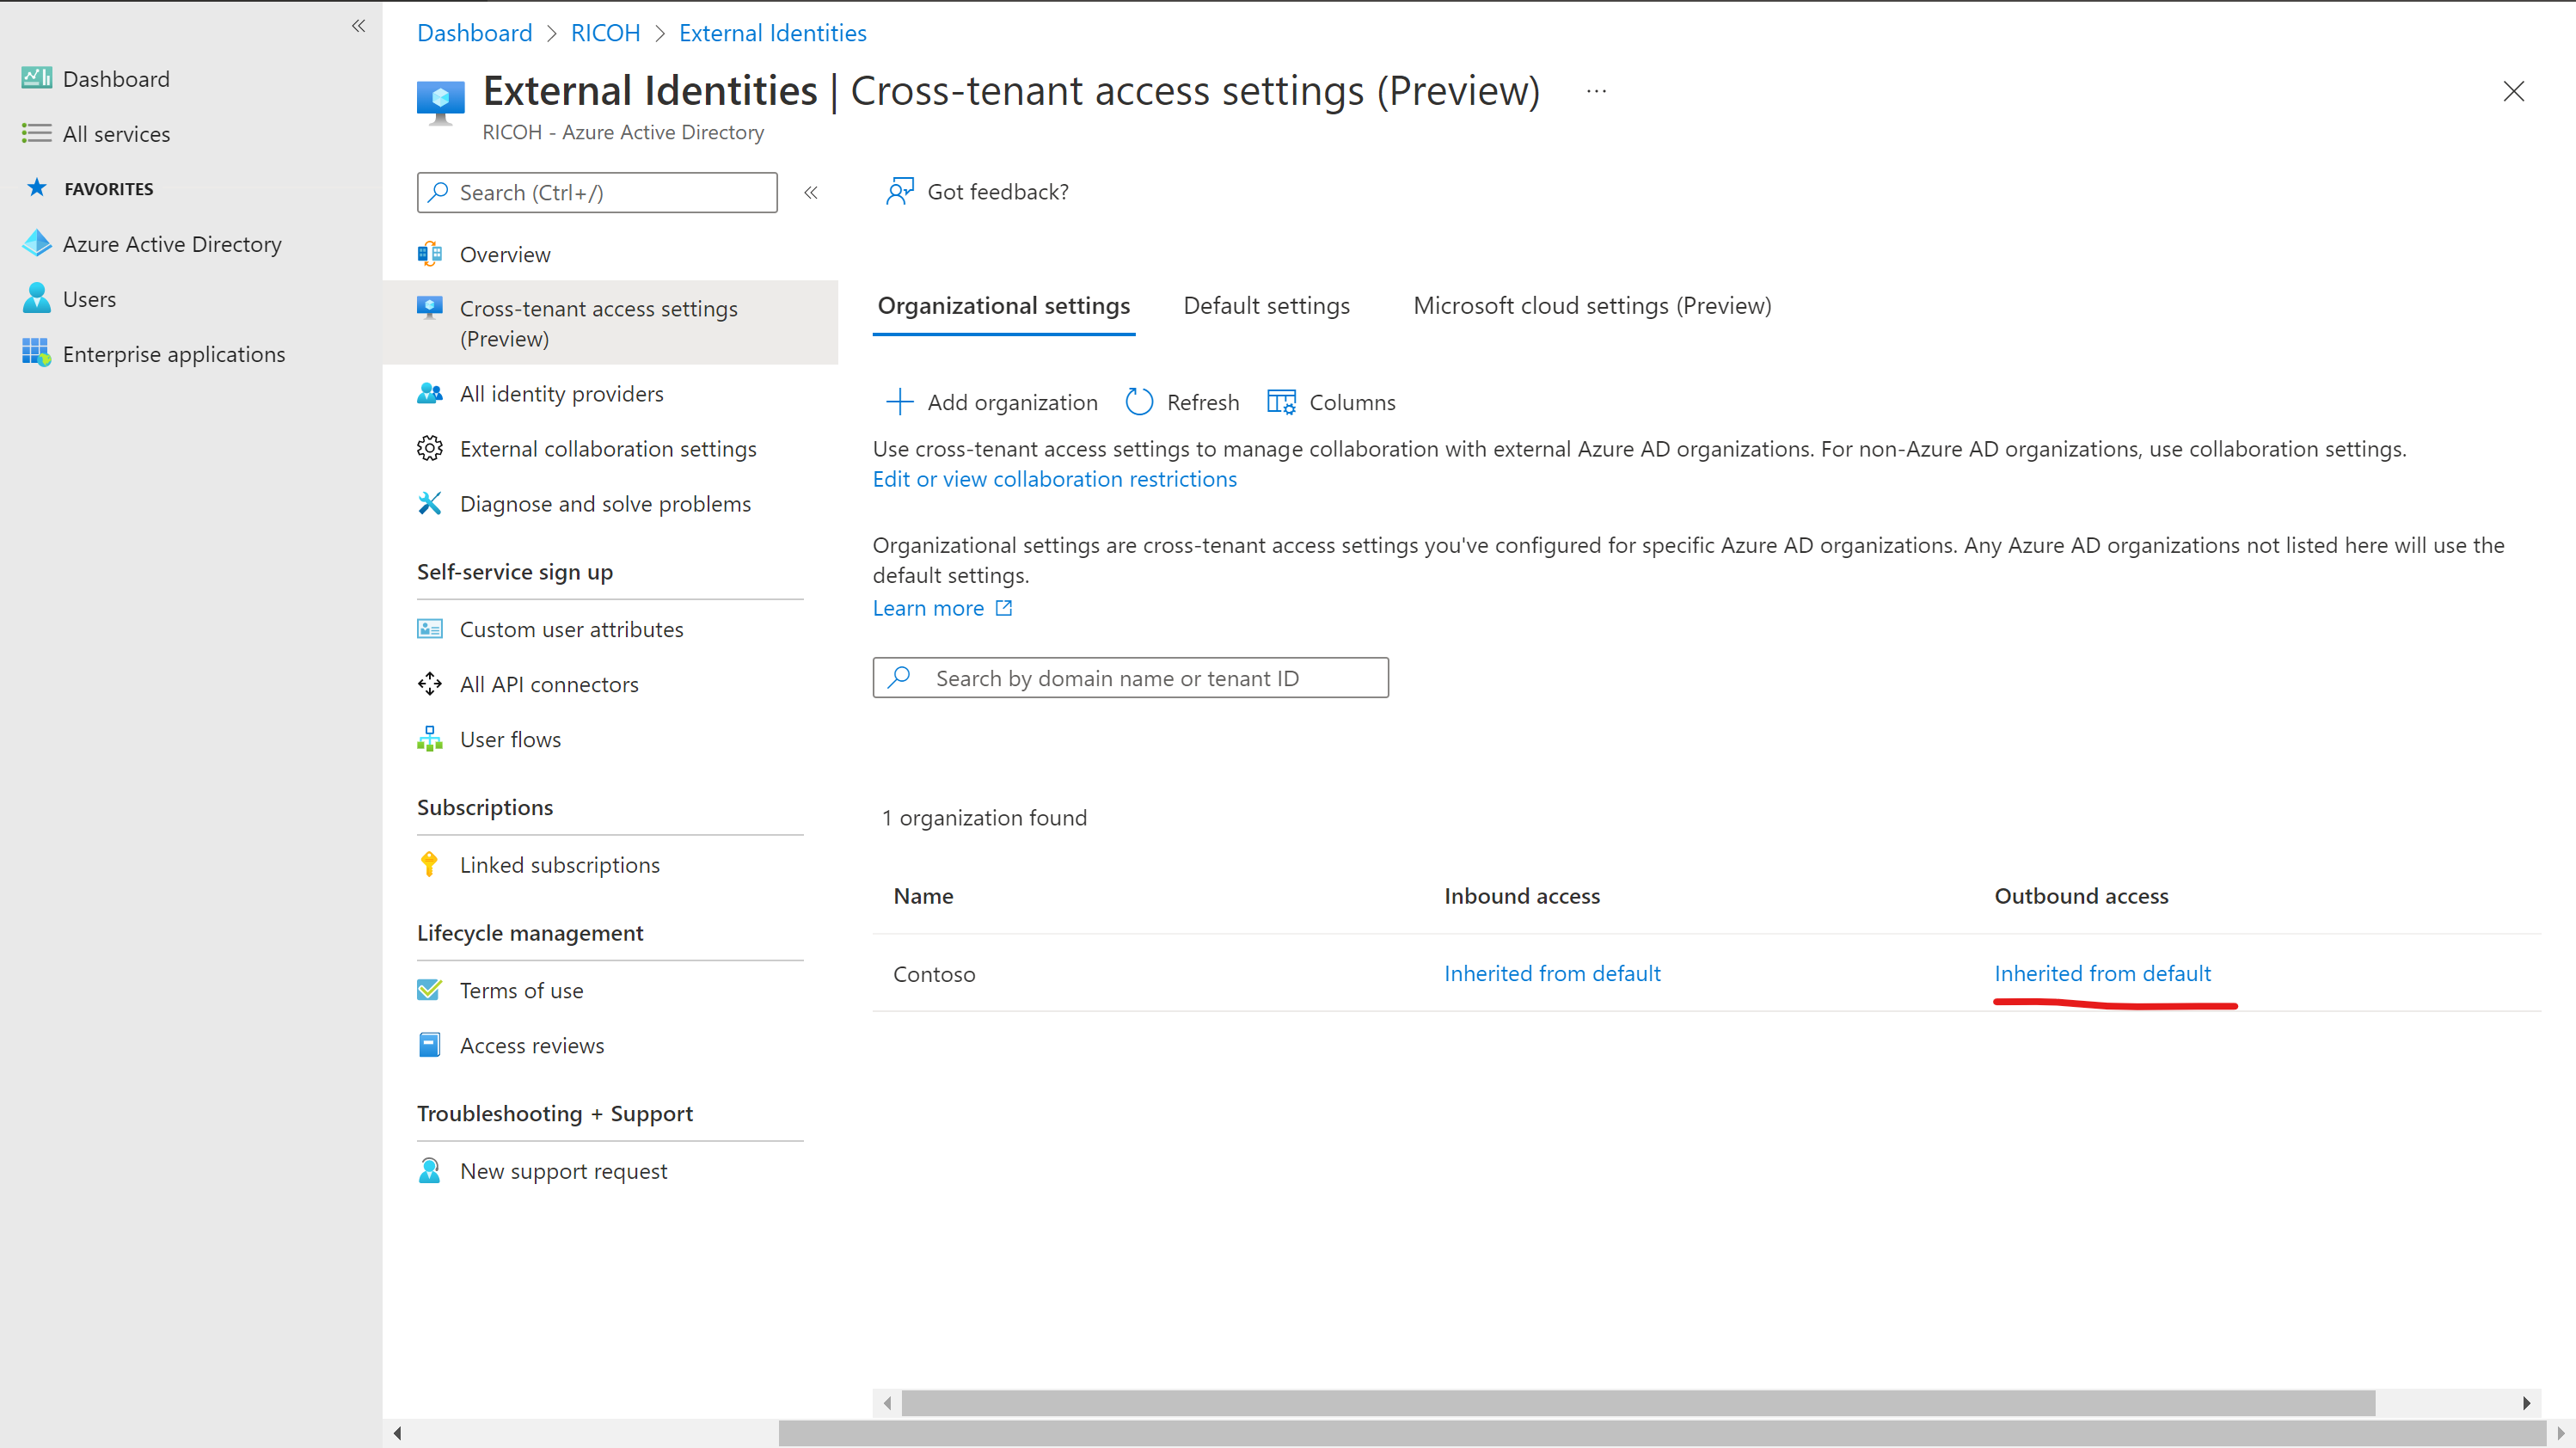 Dashboard
All services
FAVORITES
Azure Active Directory
Users
Enterprise applications
Dashboard > RICOH > External Identities
External Identities | Cross-tenant access settings (Preview) ...
RICOH - Azure Active Directory
Search (Ctrl+/)
Overview
Cross-tenant access settings
(Preview)
All identity providers
External collaboration settings
Diagnose and solve problems
Self-service sign up
Custom user attributes
All API connectors
User flows
Subscriptions
Linked subscriptions
Lifecycle management
Terms of use
Access reviews
Troubleshooting + Support
New support request
Got feedback?
Organizational settings Default settings Microsoft cloud settings (Preview)
Add organization Refresh Columns
Use cross-tenant access settings to manage collaboration with external Azure AD organizations. For non-Azure AD organizations, use collaboration settings.
Edit or view collaboration restrictions
Organizational settings are cross-tenant access settings you've configured for specific Azure AD organizations. Any Azure AD organizations not listed here will use the
default settings.
Learn more
Search by domain name or tenant ID
1 organization found
Name Inbound access Outbound access
Contoso Inherited from default Inherited from default